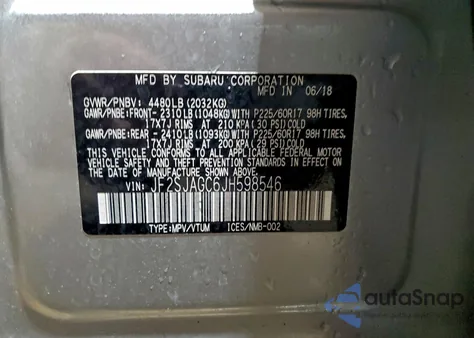 MFD BY SUBARU CORPORATION
GVWR/PNBV: 4480LB(2032KG) MFD IN 06/18
GAWR/PNBE:FRONT-2310LB(1048KG)WITH P225/60R17 98H TIRES,
17X7J RIMS AT 210 KPA(30 PSI)COLD
GAWR/PNBE:REAR -2410LB(1093KG)WITH P225/60R17 98H TIRES,
17X7J RIMS AT 200 KPA(29 PSI)COLD
THIS VEHICLE CONFORMS TO ALL APPLICABLE
FEDERAL MOTOR VEHICLE SAFETY, BUMPER, AND
THEFT PREVENTION STANDARDS IN EFFECT ON THE
DATE OF MANUFACTURE SHOWN ABOVE.
VIN: JF2SJAGC6JH598546
TYPE:MPV/VTUM ICES/NMB-002
autoSnap